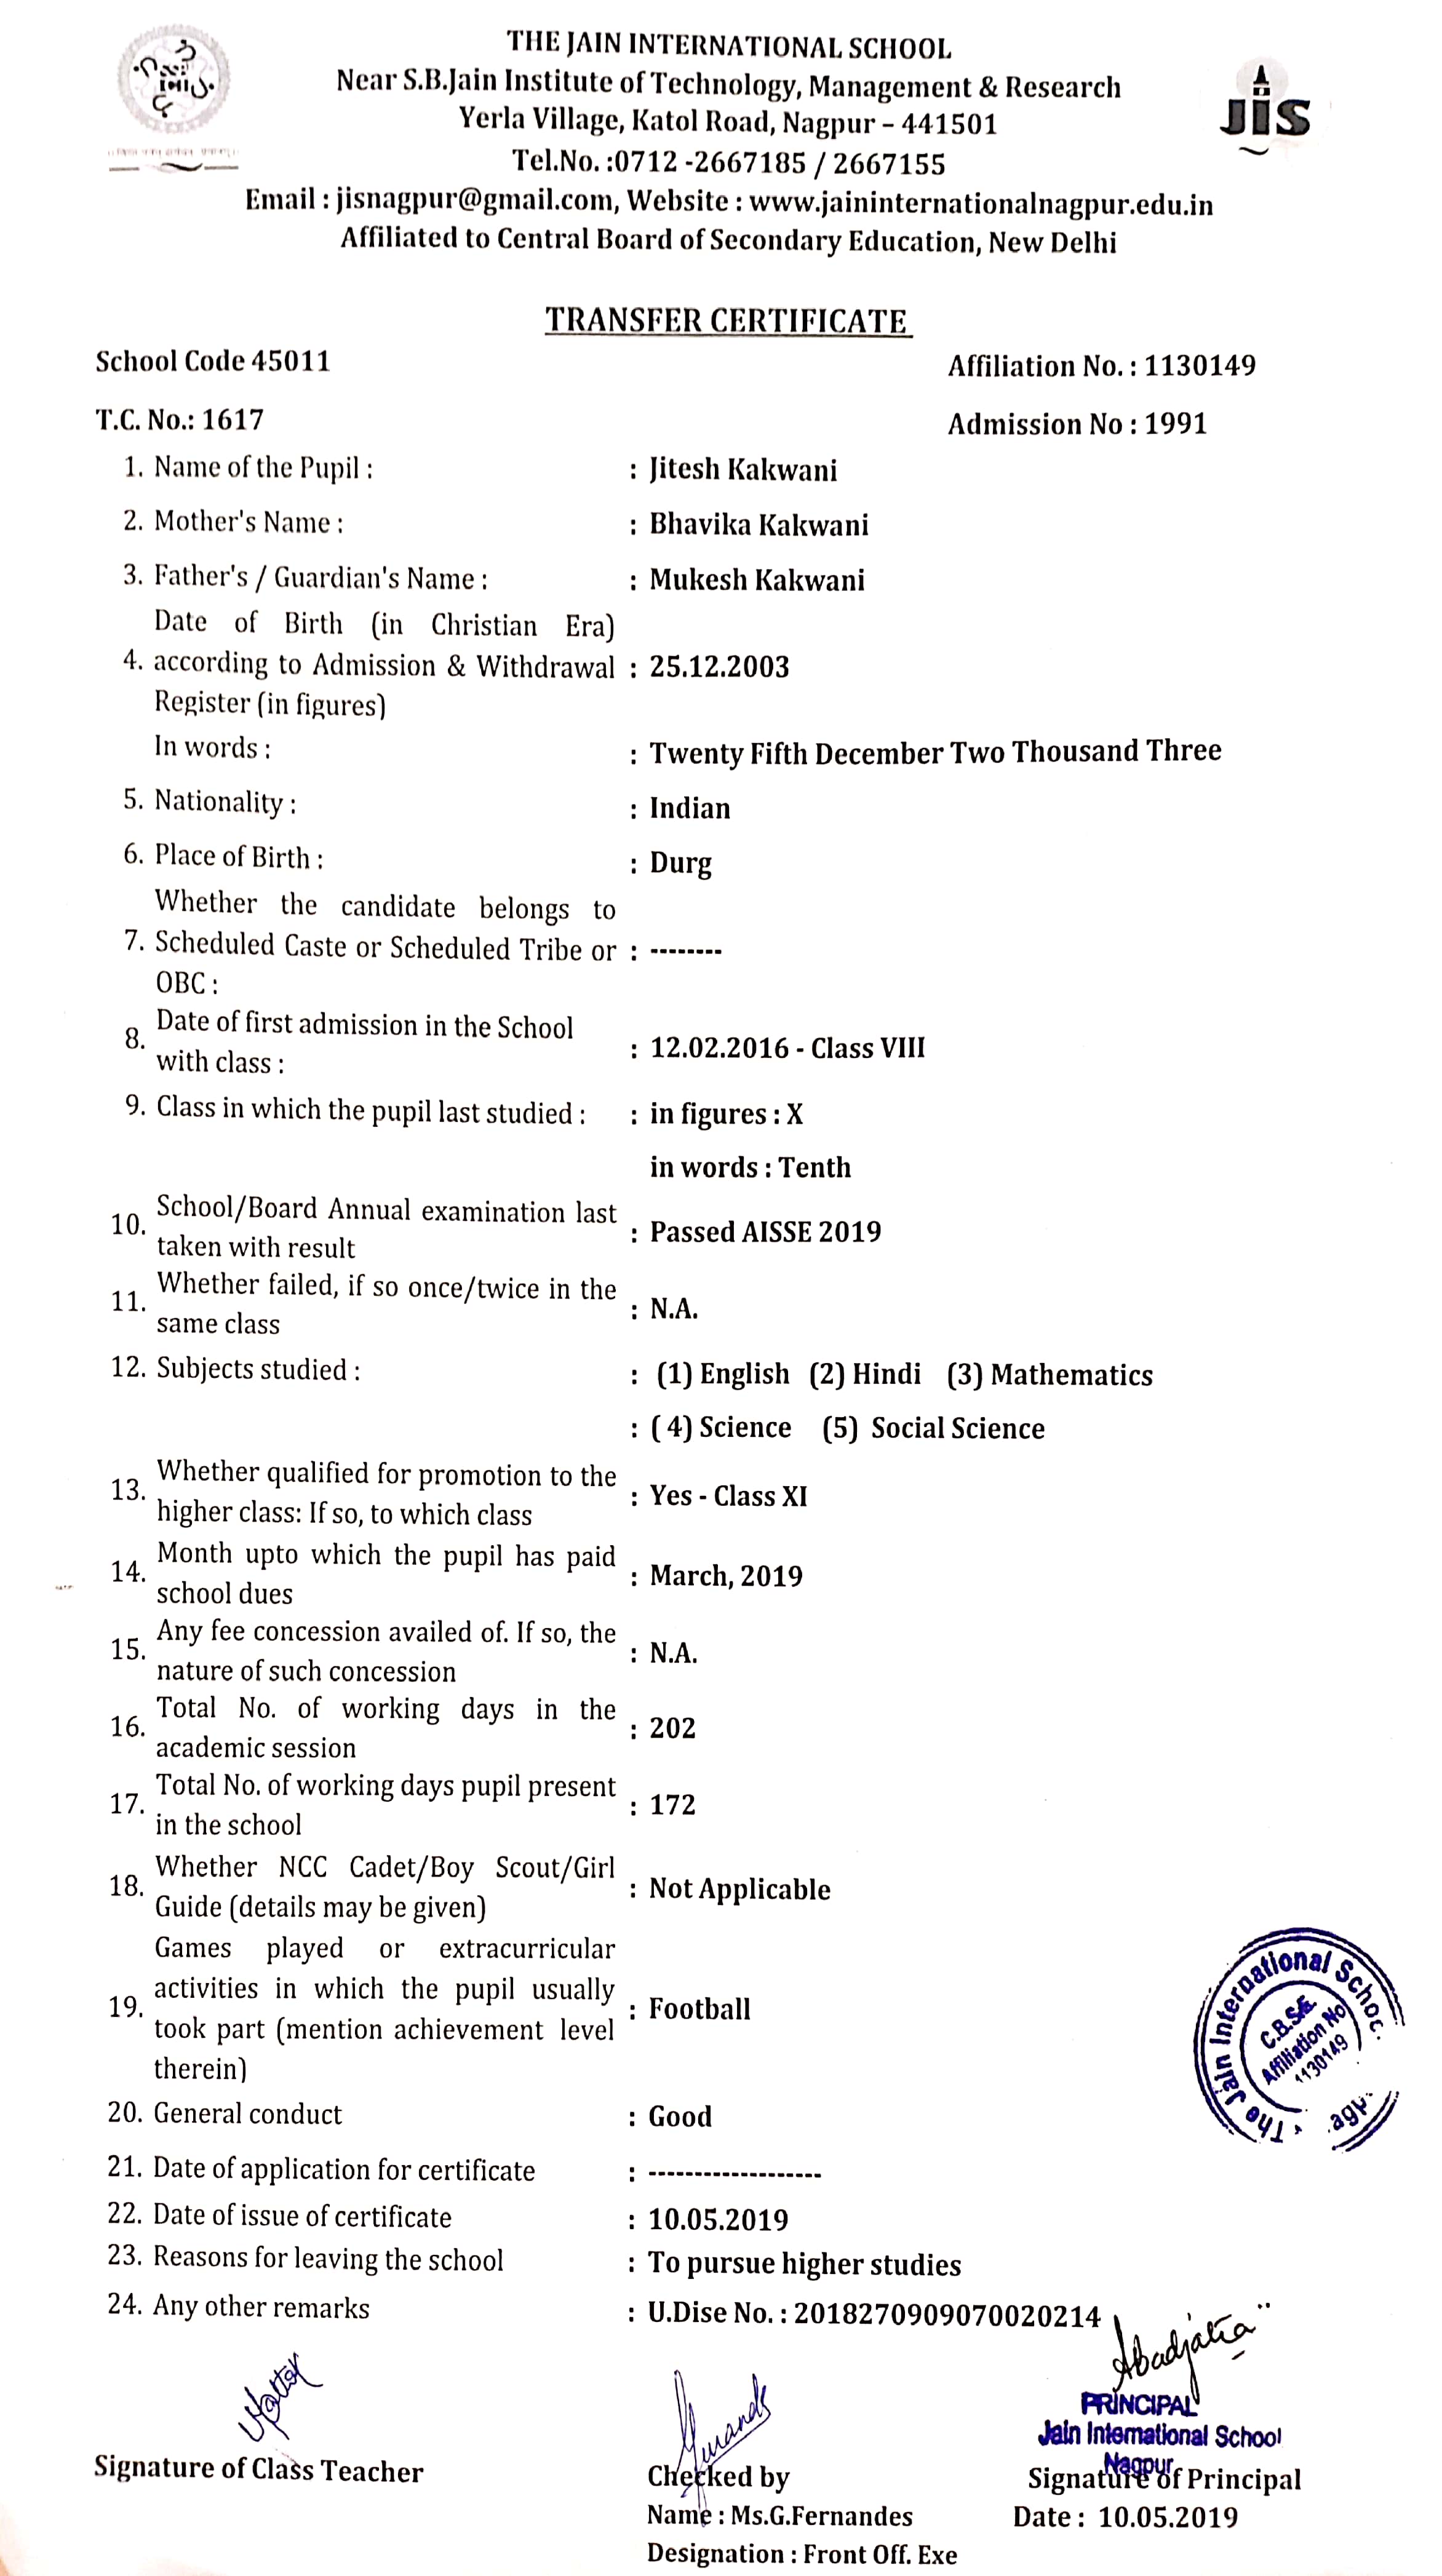 THE JAIN INTERNATIONAL SCHOOL
Near S.B.Jain Institute of Technology, Management & Research
Yerla Village, Katol Road, Nagpur – 441501
Tel.No. :0712 -2667185 / 2667155
Email : jisnagpur@gmail.com, Website : www.jaininternationalnagpur.edu.in
Affiliated to Central Board of Secondary Education, New Delhi
JIS
TRANSFER CERTIFICATE
School Code 45011 Affiliation No. : 1130149
T.C. No.: 1617 Admission No : 1991
1. Name of the Pupil : : Jitesh Kakwani
2. Mother's Name : : Bhavika Kakwani
3. Father's / Guardian's Name : : Mukesh Kakwani
Date of Birth (in Christian Era)
4. according to Admission & Withdrawal : 25.12.2003
Register (in figures)
In words : : Twenty Fifth December Two Thousand Three
5. Nationality : : Indian
6. Place of Birth : : Durg
Whether the candidate belongs to
7. Scheduled Caste or Scheduled Tribe or : --------
OBC :
8. Date of first admission in the School
with class : : 12.02.2016 - Class VIII
9. Class in which the pupil last studied : : in figures : X
in words : Tenth
10. School/Board Annual examination last
taken with result : Passed AISSE 2019
11. Whether failed, if so once/twice in the
same class : N.A.
12. Subjects studied : : (1) English (2) Hindi (3) Mathematics
: ( 4) Science (5) Social Science
13. Whether qualified for promotion to the
higher class: If so, to which class : Yes - Class XI
14. Month upto which the pupil has paid
school dues : March, 2019
15. Any fee concession availed of. If so, the
nature of such concession : N.A.
16. Total No. of working days in the
academic session : 202
17. Total No. of working days pupil present
in the school : 172
18. Whether NCC Cadet/Boy Scout/Girl
Guide (details may be given) : Not Applicable
Games played or extracurricular
activities in which the pupil usually
19. took part (mention achievement level : Football
therein)
The Jain International Schoo
C.B.S.E.
Affiliation No
1130149
20. General conduct : Good
21. Date of application for certificate : -------------------
22. Date of issue of certificate : 10.05.2019
23. Reasons for leaving the school : To pursue higher studies
24. Any other remarks : U.Dise No. : 2018270909070020214
PRINCIPAL
Jain International School
Nagpur
Signature of Class Teacher Checked by Signature of Principal
Name : Ms.G.Fernandes Date : 10.05.2019
Designation : Front Off. Exe